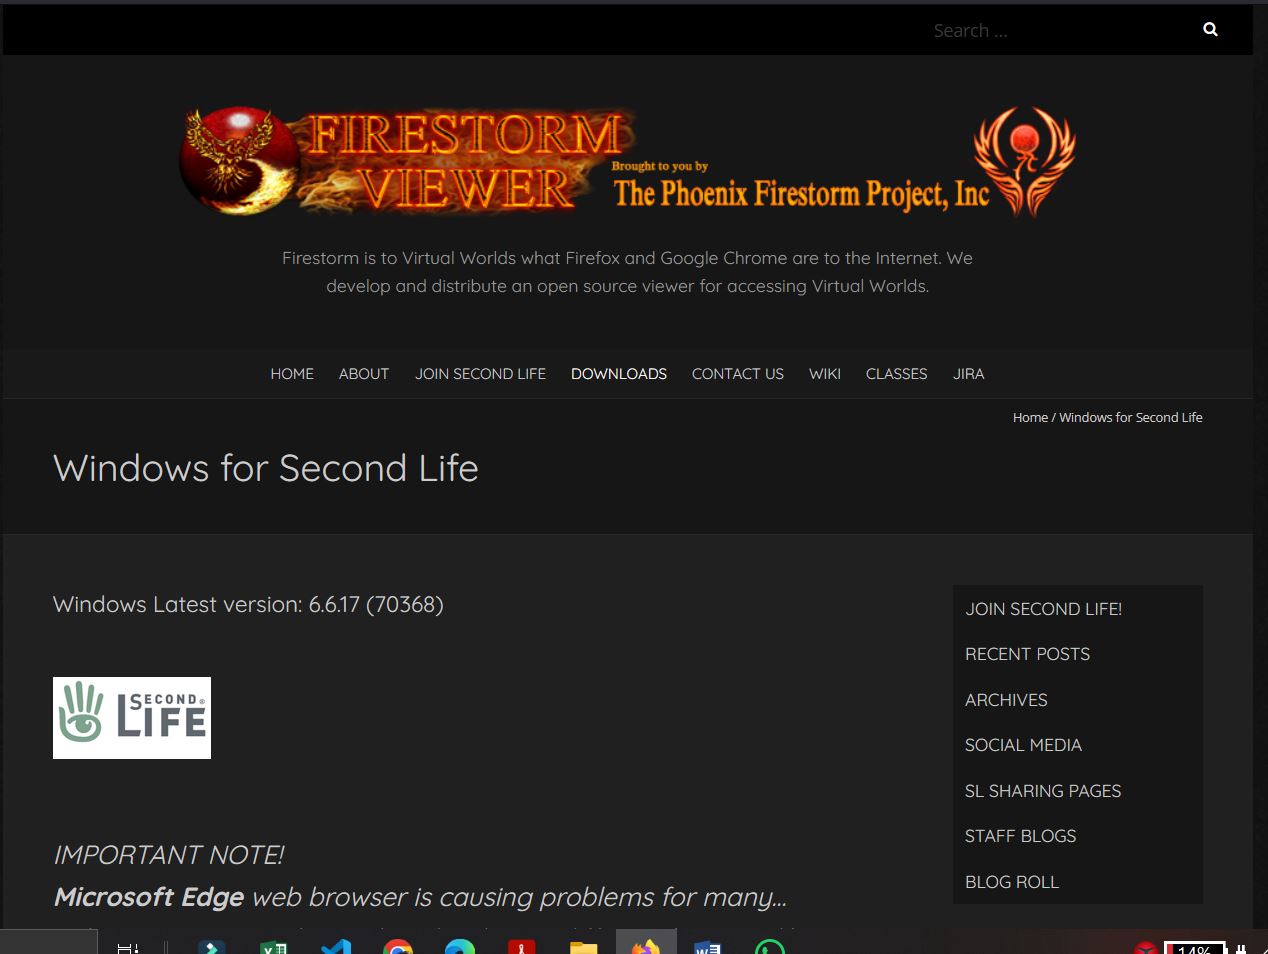 Search ...
FIRESTORM
VIEWER
Brought to you by
The Phoenix Firestorm Project, Inc
Firestorm is to Virtual Worlds what Firefox and Google Chrome are to the Internet. We
develop and distribute an open source viewer for accessing Virtual Worlds.
HOME ABOUT JOIN SECOND LIFE DOWNLOADS CONTACT US WIKI CLASSES JIRA
Home / Windows for Second Life
Windows for Second Life
Windows Latest version: 6.6.17 (70368)
SECOND®
LIFE
IMPORTANT NOTE!
Microsoft Edge web browser is causing problems for many…
JOIN SECOND LIFE!
RECENT POSTS
ARCHIVES
SOCIAL MEDIA
SL SHARING PAGES
STAFF BLOGS
BLOG ROLL
14%